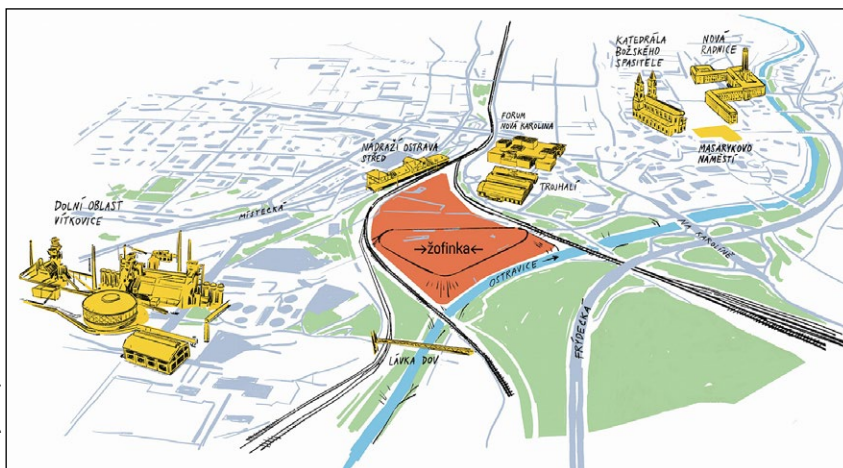 KATEDRÁLA
BOŽSKÉHO
SPASITELE
NOVÁ
RADNICE
FORUM
NOVÁ KAROLINA
MASARYKOVO
NÁMĚSTÍ
NÁDRAŽÍ OSTRAVA
STŘED
TROJHALÍ
DOLNÍ OBLAST
VÍTKOVICE
MÍSTECKÁ
→žofinka←
NA KAROLINĚ
OSTRAVICE →
FRÝDECKÁ
LÁVKA DOV